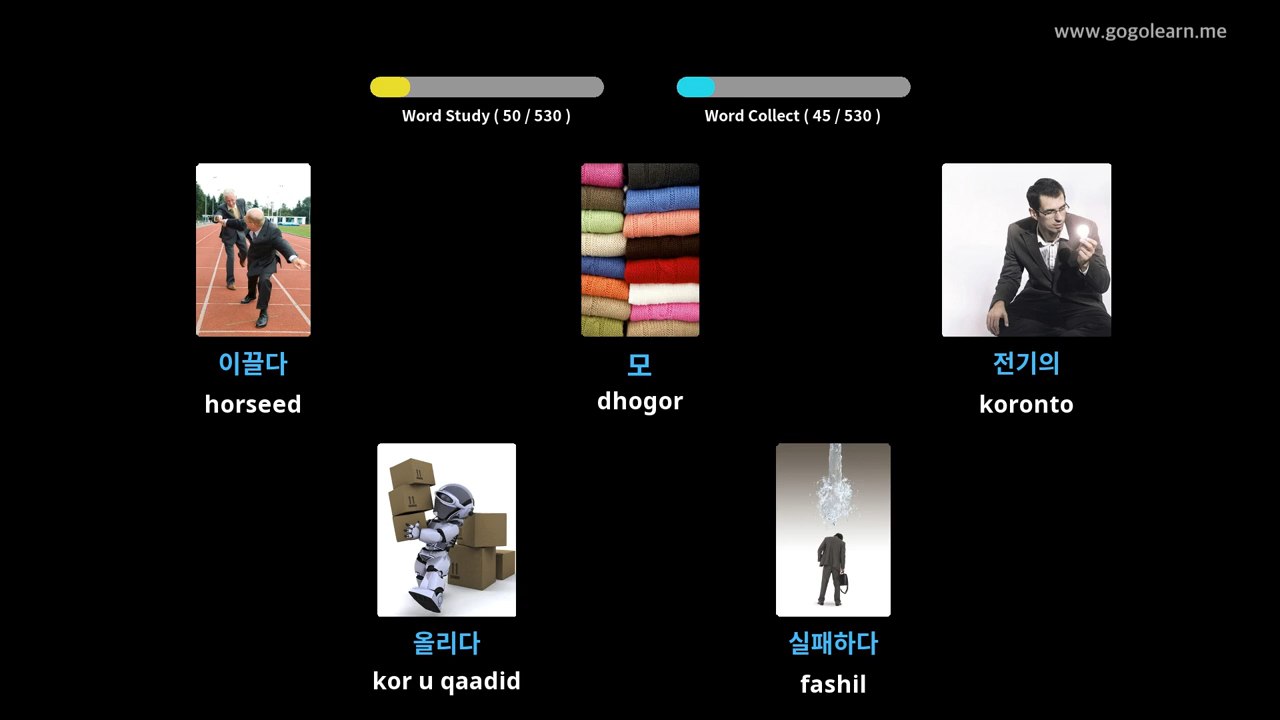 www.gogolearn.me
Word Study ( 50 / 530 )
Word Collect ( 45 / 530 )
이끌다
horseed
모
dhogor
전기의
koronto
올리다
kor u qaadid
실패하다
fashil